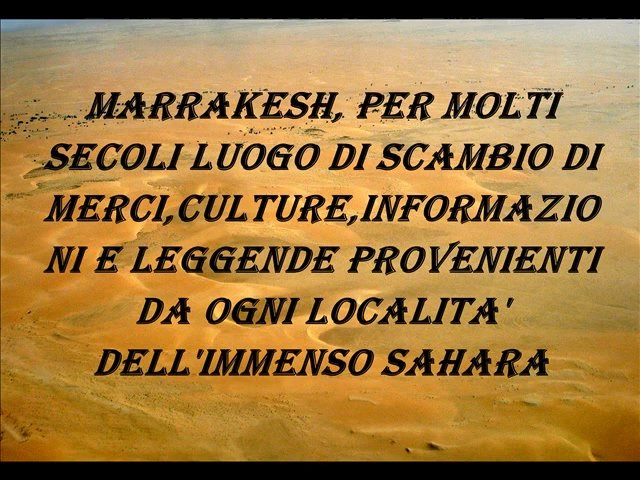 MARRAKESH, PER MOLTI
SECOLI LUOGO DI SCAMBIO DI
MERCI,CULTURE,INFORMAZIO
NI E LEGGENDE PROVENIENTI
DA OGNI LOCALITA'
DELL'IMMENSO SAHARA